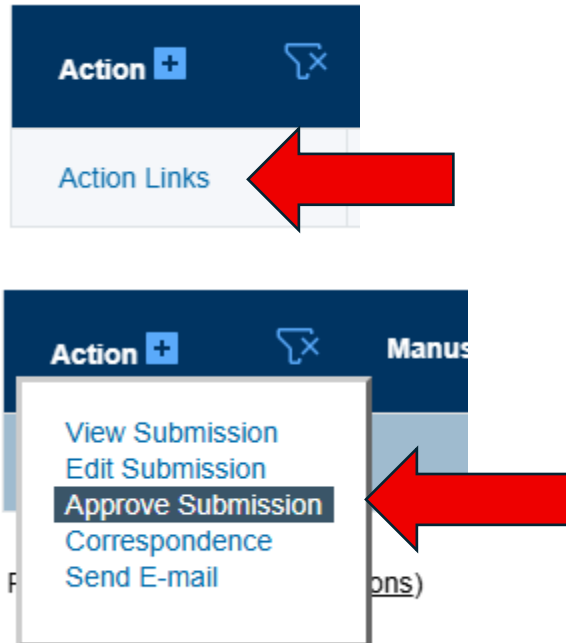 Action
Action Links
Action Manus
View Submission
Edit Submission
Approve Submission
Correspondence
Send E-mail
ons)